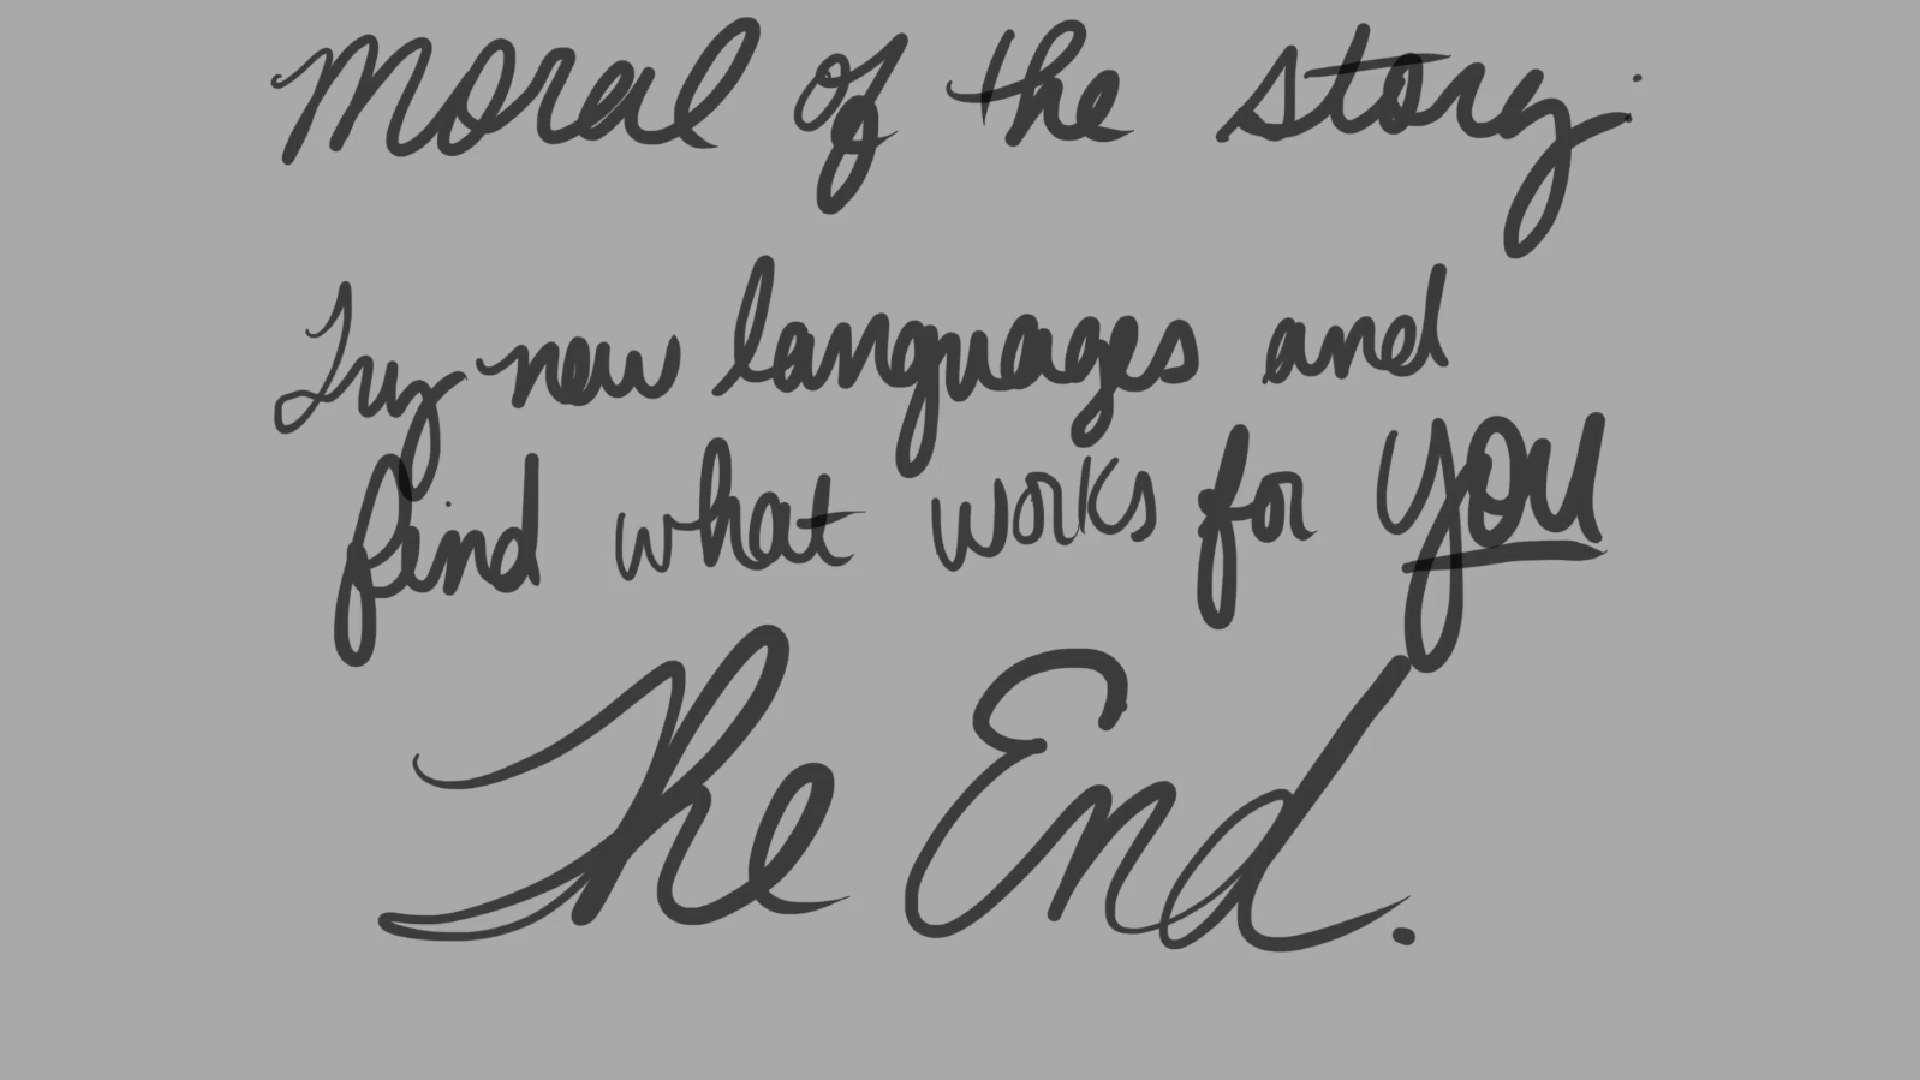 Moral of the story:
Try new languages and
find what works for you
The End.